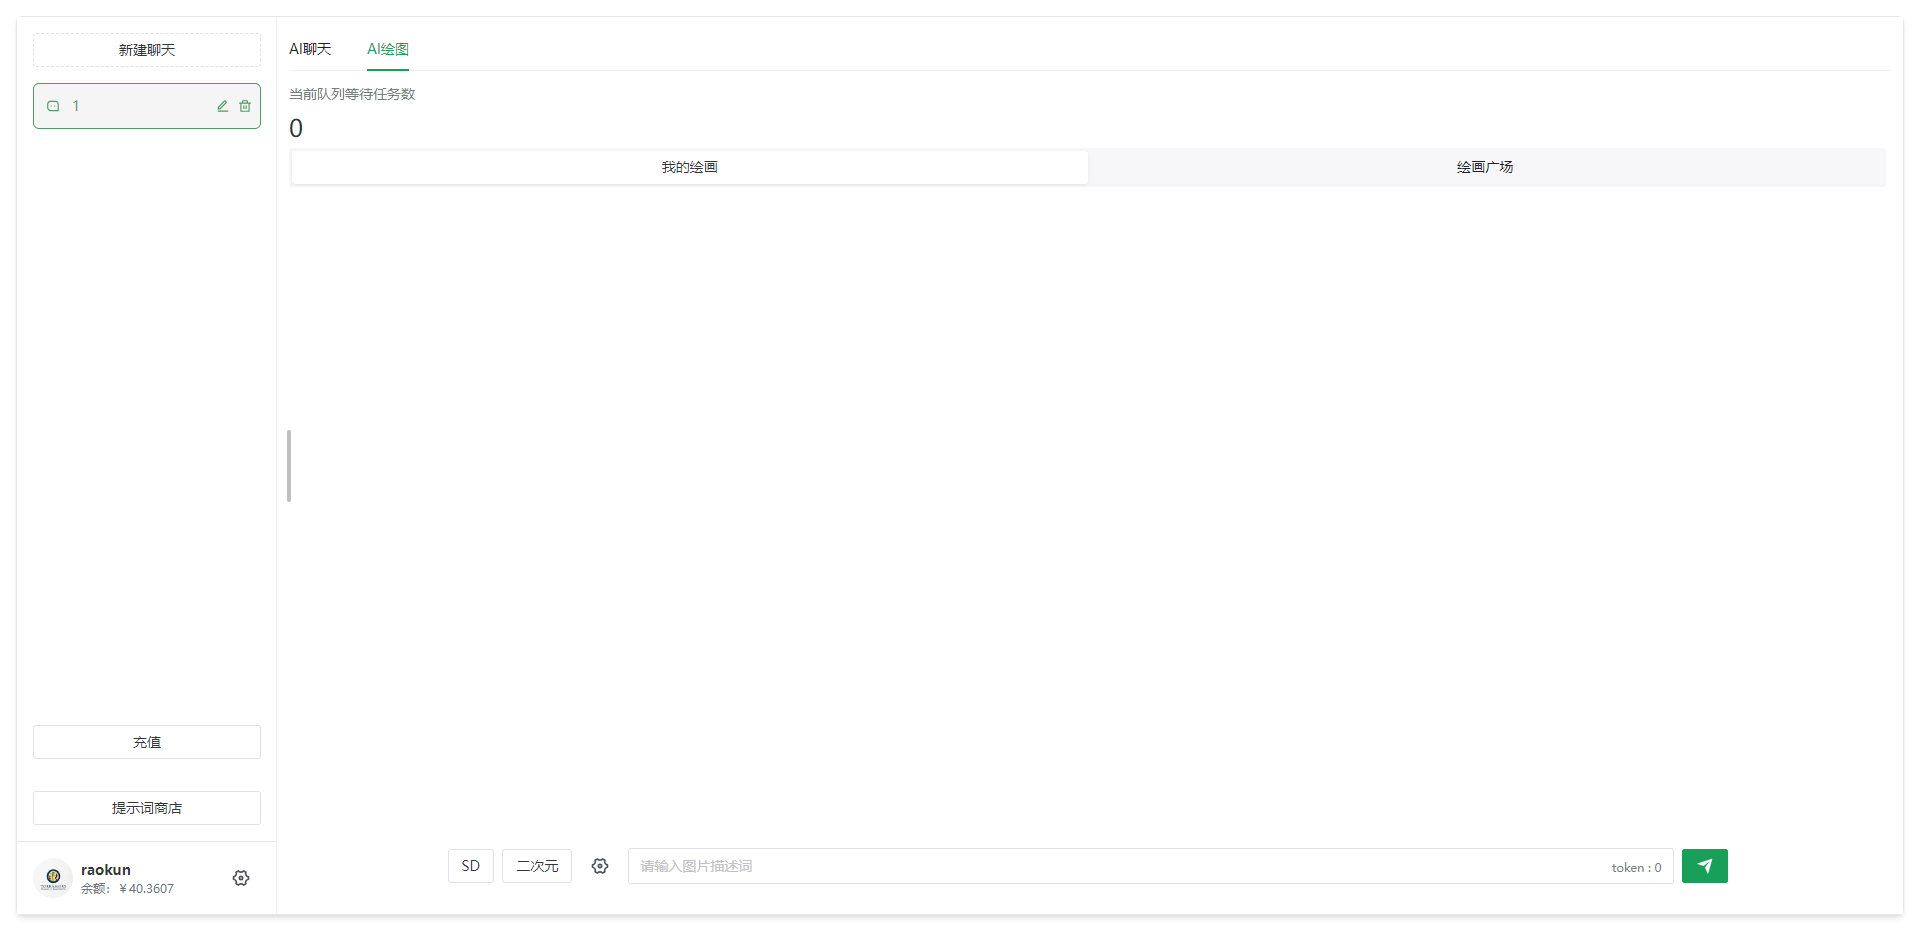 新建聊天
1
充值
提示词商店
raokun
余额：￥40.3607
AI聊天
AI绘图
当前队列等待任务数
0
我的绘画
绘画广场
SD
二次元
请输入图片描述词
token : 0